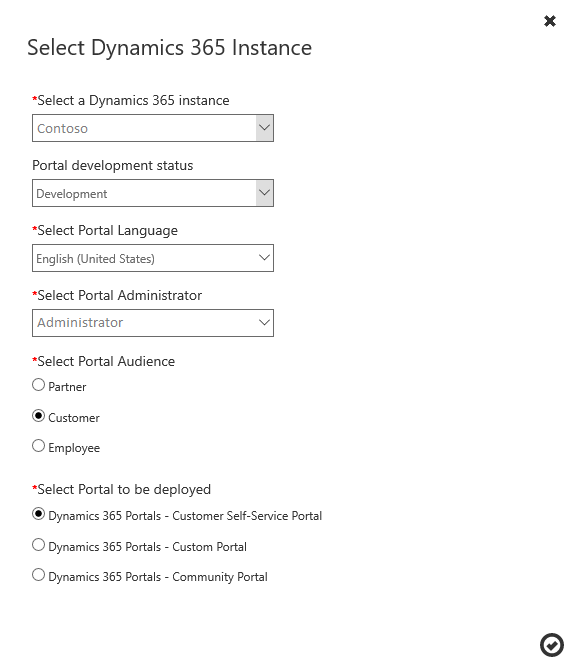 Select Dynamics 365 Instance
*Select a Dynamics 365 instance
Contoso
Portal development status
Development
*Select Portal Language
English (United States)
*Select Portal Administrator
Administrator
*Select Portal Audience
Partner
Customer
Employee
*Select Portal to be deployed
Dynamics 365 Portals - Customer Self-Service Portal
Dynamics 365 Portals - Custom Portal
Dynamics 365 Portals - Community Portal